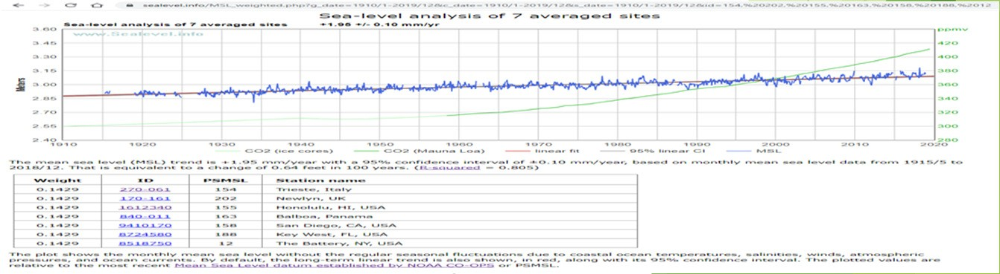 sealevel.info/MSL_weighted.php?g_date=1910/1-2019/12&c_date=1910/1-2019/12&s_date=1910/1-2019/12&id=154,%20202,%20155,%20163,%20158,%20188,%2012
Sea-level analysis of 7 averaged sites
Sea-level analysis of 7 averaged sites +1.95 +/- 0.10 mm/yr
www.Sealevel.info
ppmv
Meters
3.60
3.45 420
3.30 400
3.15 380
3.00 360
2.85 340
2.70 320
2.55 300
2.40 280
1910 1920 1930 1940 1950 1960 1970 1980 1990 2000 2010 2020
CO2 (ice cores) CO2 (Mauna Loa) linear fit 95% linear CI MSL
The mean sea level (MSL) trend is +1.95 mm/year with a 95% confidence interval of ±0.10 mm/year, based on monthly mean sea level data from 1915/5 to
2018/12. That is equivalent to a change of 0.64 feet in 100 years. (R-squared = 0.805)
Weight ID PSMSL Station name
0.1429 270-061 154 Trieste, Italy
0.1429 170-161 202 Newlyn, UK
0.1429 1612340 155 Honolulu, HI, USA
0.1429 840-011 163 Balboa, Panama
0.1429 9410170 158 San Diego, CA, USA
0.1429 8724580 188 Key West, FL, USA
0.1429 8518750 12 The Battery, NY, USA
The plot shows the monthly mean sea level without the regular seasonal fluctuations due to coastal ocean temperatures, salinities, winds, atmospheric
pressures, and ocean currents. By default, the long-term linear trend is also shown, in red, along with its 95% confidence interval. The plotted values are
relative to the most recent Mean Sea Level datum established by NOAA CO-OPS or PSMSL.